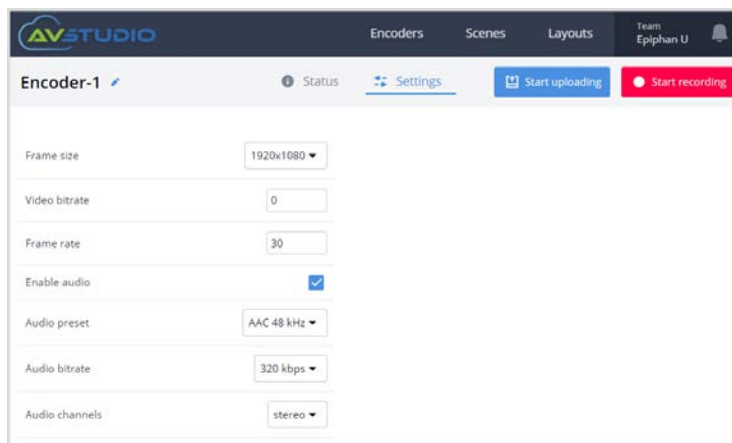 AVSTUDIO
Encoders Scenes Layouts Team
Epiphan U
Encoder-1 Status Settings Start uploading Start recording
Frame size 1920x1080
Video bitrate 0
Frame rate 30
Enable audio
Audio preset AAC 48 kHz
Audio bitrate 320 kbps
Audio channels stereo